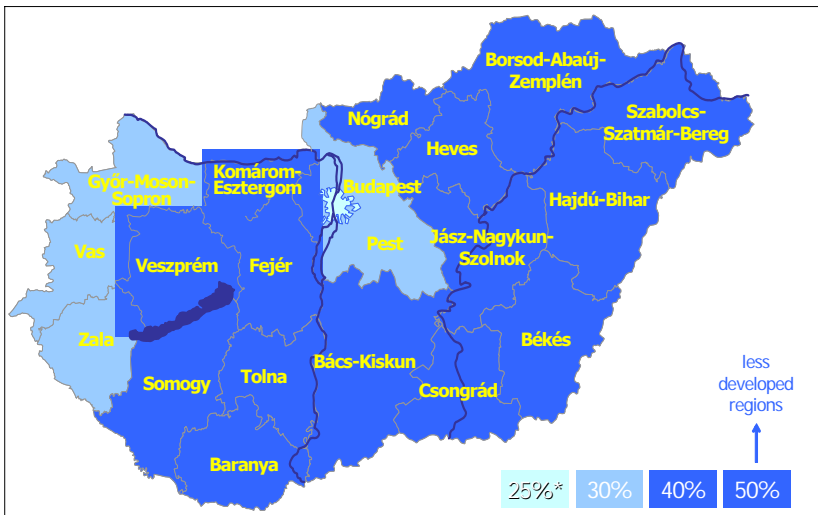 Borsod-Abaúj-
Zemplén
Szabolcs-
Szatmár-Bereg
Nógrád
Heves
Komárom-
Esztergom
Győr-Moson-
Sopron
Budapest
Hajdú-Bihar
Pest
Jász-Nagykun-
Szolnok
Vas
Veszprém
Fejér
Zala
Békés
Bács-Kiskun
Tolna
Somogy
Csongrád
Baranya
less
developed
regions
25%* 30% 40% 50%